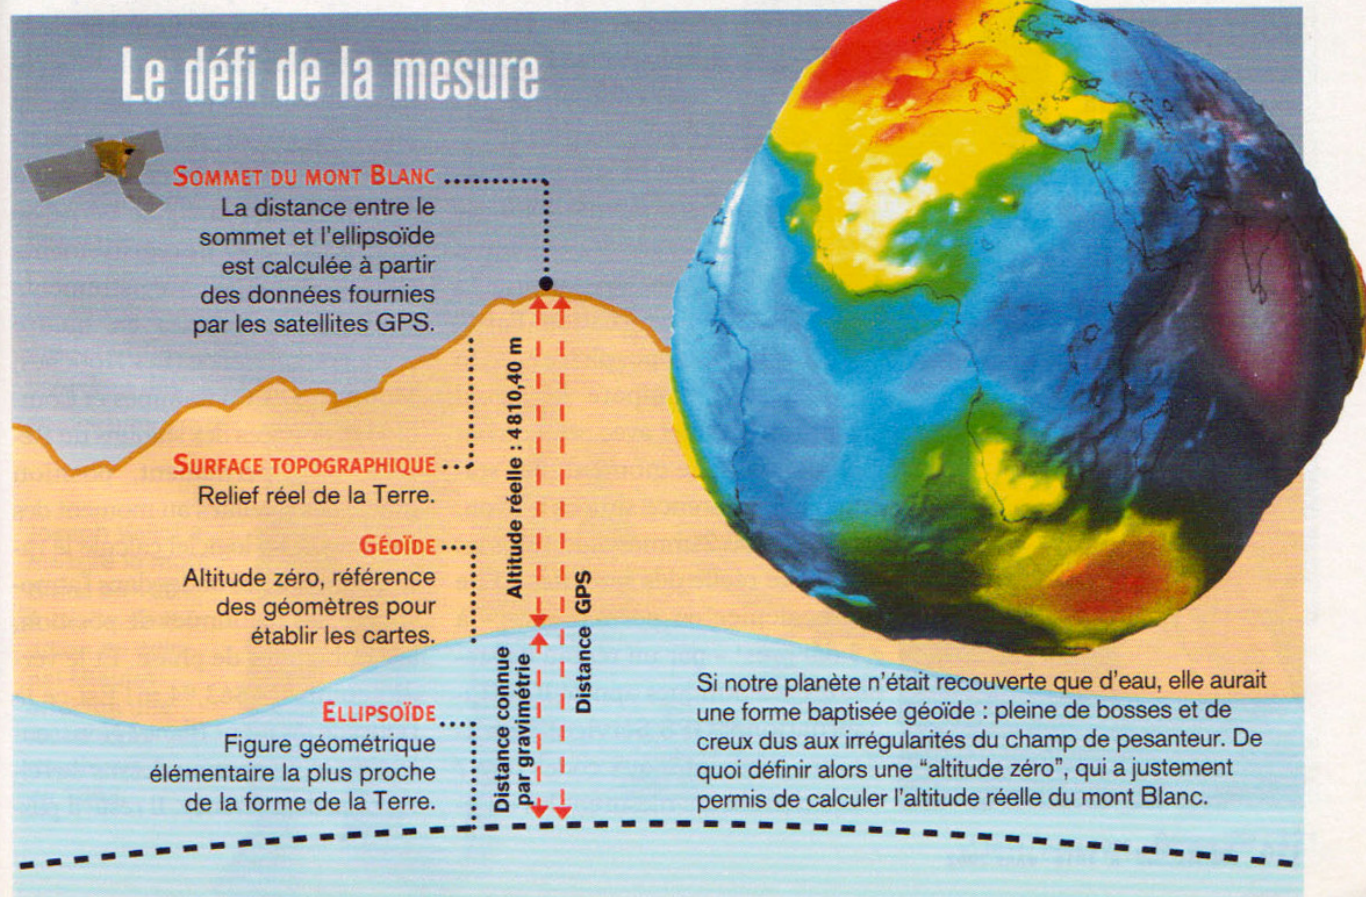 Le défi de la mesure
SOMMET DU MONT BLANC
La distance entre le
sommet et l'ellipsoïde
est calculée à partir
des données fournies
par les satellites GPS.
SURFACE TOPOGRAPHIQUE
Relief réel de la Terre.
GÉOÏDE
Altitude zéro, référence
des géomètres pour
établir les cartes.
ELLIPSOÏDE
Figure géométrique
élémentaire la plus proche
de la forme de la Terre.
Altitude réelle : 4 810,40 m
Distance connue
par gravimétrie
Distance GPS
Si notre planète n'était recouverte que d'eau, elle aurait
une forme baptisée géoïde : pleine de bosses et de
creux dus aux irrégularités du champ de pesanteur. De
quoi définir alors une "altitude zéro", qui a justement
permis de calculer l'altitude réelle du mont Blanc.